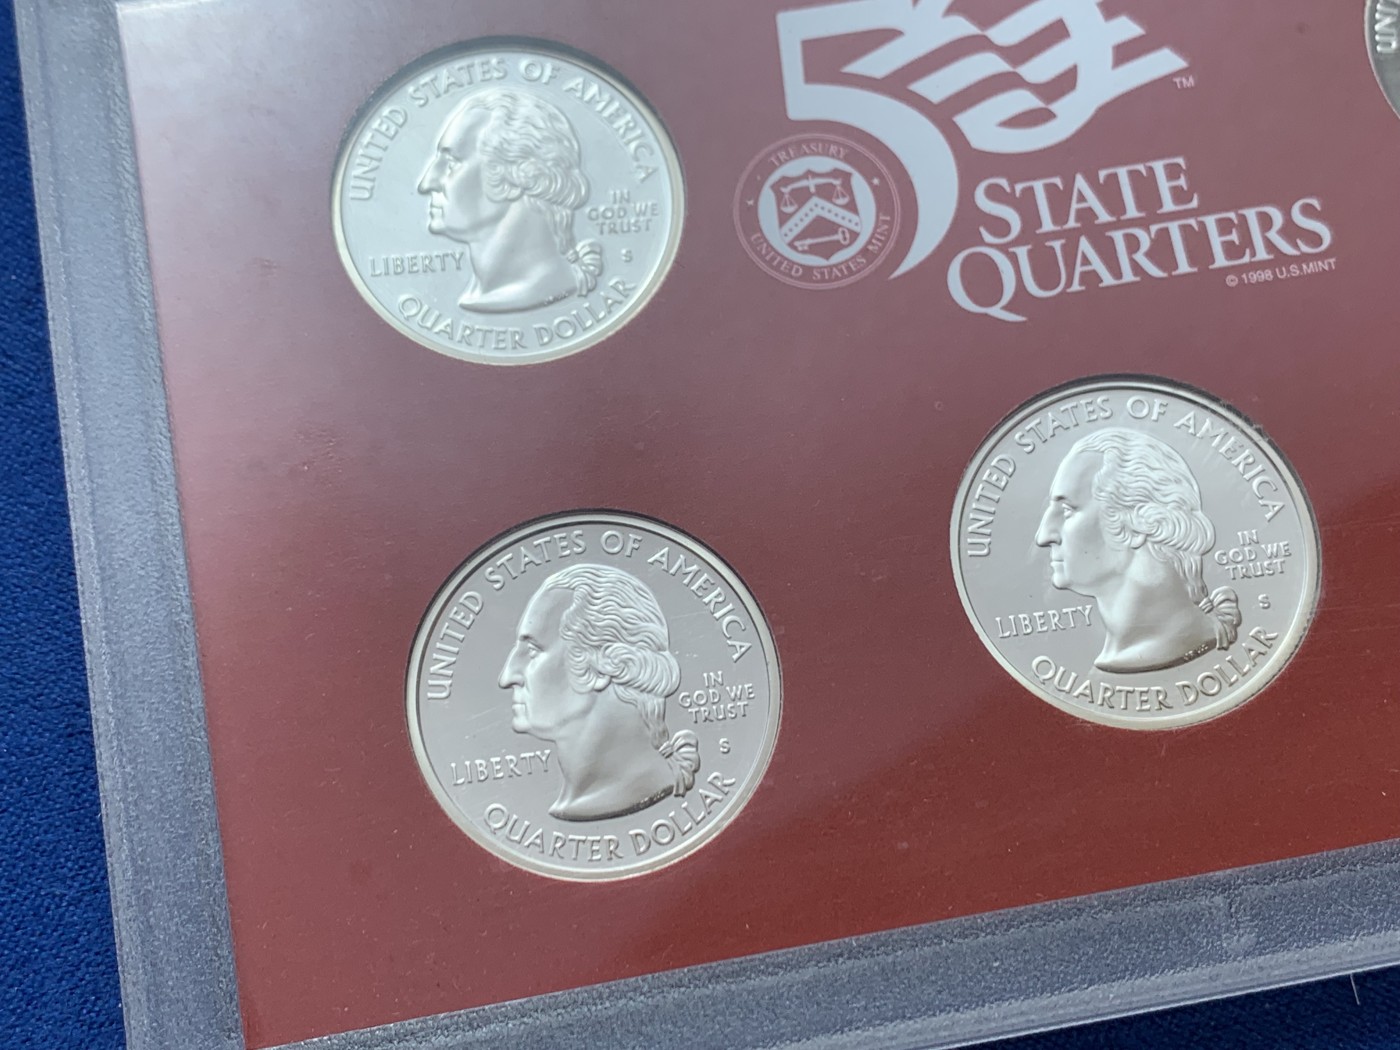 UNITED STATES OF AMERICA
LIBERTY
IN
GOD WE
TRUST
S
QUARTER DOLLAR
50
TM
TREASURY
UNITED STATES MINT
STATE
QUARTERS
© 1998 U.S.MINT
UNITED STATES OF AMERICA
LIBERTY
IN
GOD WE
TRUST
S
QUARTER DOLLAR
UNITED STATES OF AMERICA
LIBERTY
IN
GOD WE
TRUST
S
QUARTER DOLLAR